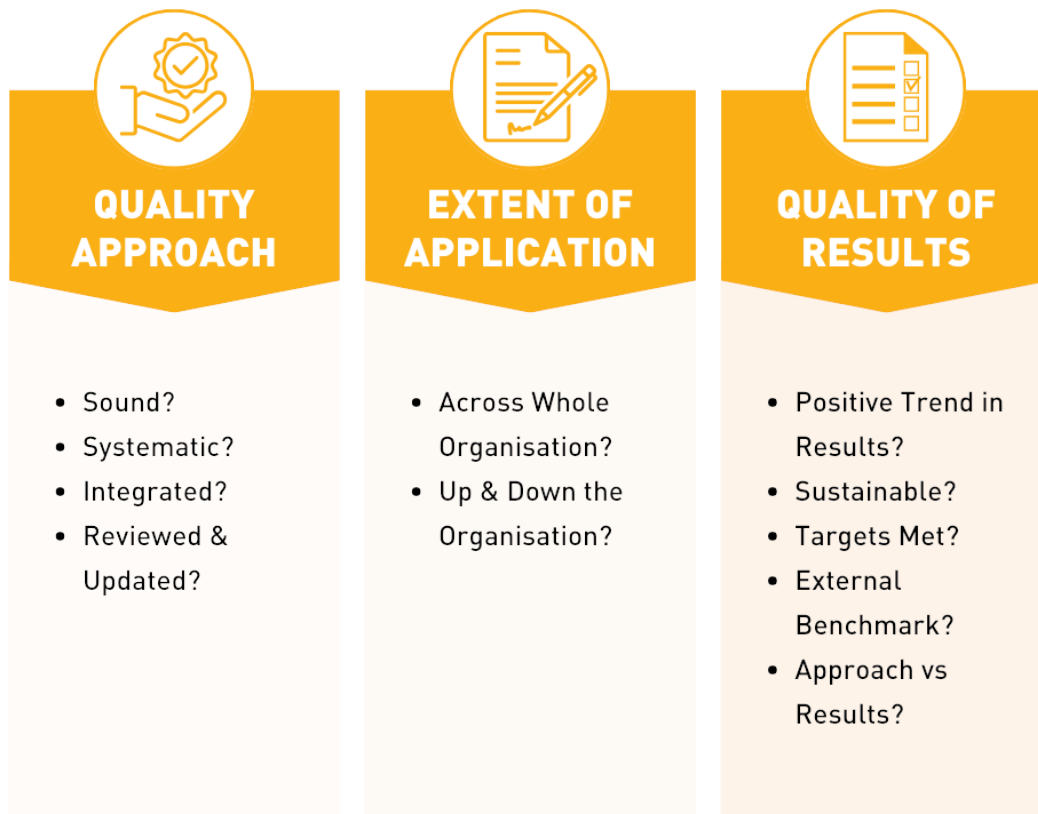 QUALITY
APPROACH
• Sound?
• Systematic?
• Integrated?
• Reviewed &
Updated?
EXTENT OF
APPLICATION
• Across Whole
Organisation?
• Up & Down the
Organisation?
QUALITY OF
RESULTS
• Positive Trend in
Results?
• Sustainable?
• Targets Met?
• External
Benchmark?
• Approach vs
Results?